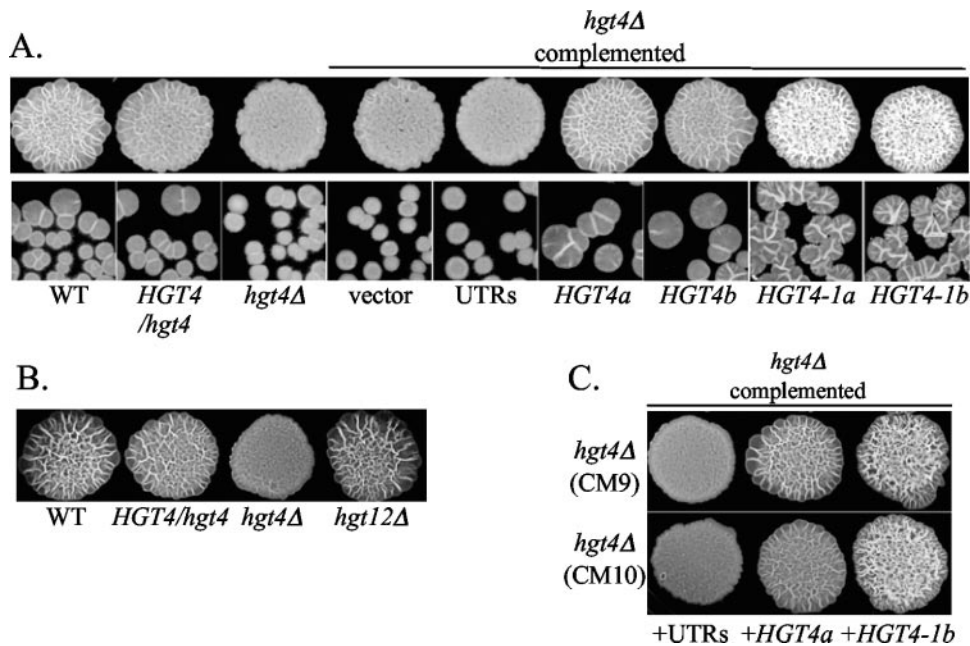 A.
hgt4Δ
complemented
WT HGT4 hgt4Δ vector UTRs HGT4a HGT4b HGT4-1a HGT4-1b
/hgt4
B.
WT HGT4/hgt4 hgt4Δ hgt12Δ
C.
hgt4Δ
complemented
hgt4Δ
(CM9)
hgt4Δ
(CM10)
+UTRs +HGT4a +HGT4-1b